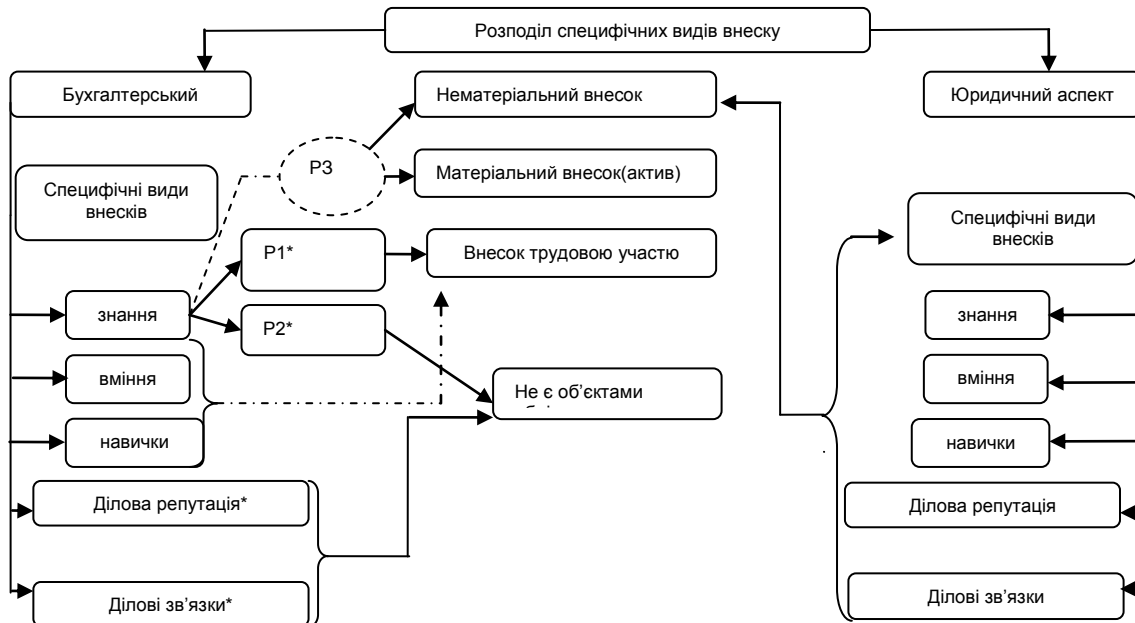 Розподіл специфічних видів внеску
Бухгалтерський
Нематеріальний внесок
Юридичний аспект
Р3
Матеріальний внесок(актив)
Специфічні види
внесків
Специфічні види
внесків
Р1*
Внесок трудовою участю
знання
Р2*
знання
вміння
вміння
Не є об’єктами
навички
навички
Ділова репутація*
Ділова репутація
Ділові зв’язки*
Ділові зв’язки